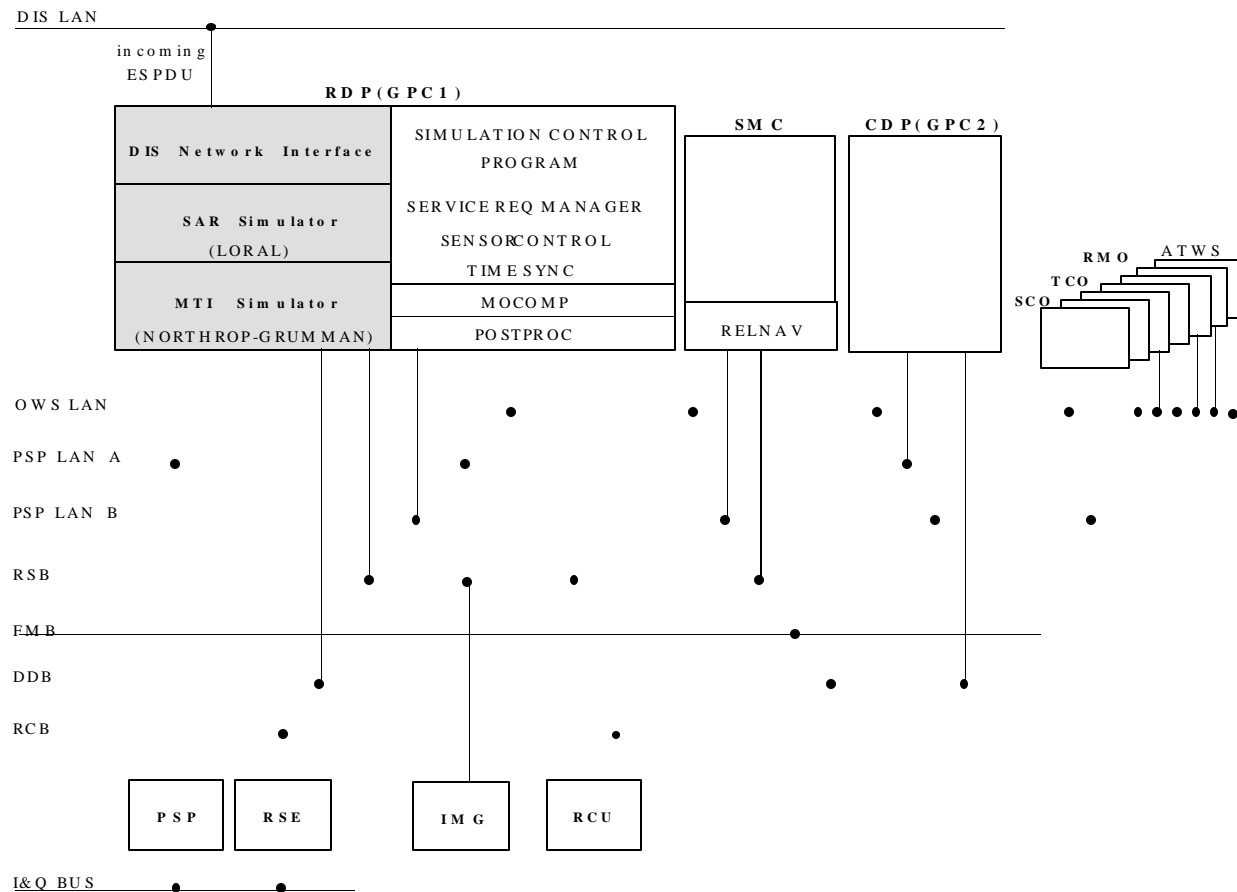 DIS LAN
incoming
ESPDU
RDP(GPC1)
DIS Network Interface
SAR Simulator
(LORAL)
MTI Simulator
(NORTHROP-GRUMMAN)
SIMULATION CONTROL
PROGRAM
SERVICE REQ MANAGER
SENSOR CONTROL
TIME SYNC
MOCOMP
POSTPROC
SMC
RELNAV
CDP(GPC2)
SCO
TCO
RMO
ATWS
OWS LAN
PSP LAN A
PSP LAN B
RSB
FMB
DDB
RCB
PSP
RSE
IMG
RCU
I&Q BUS